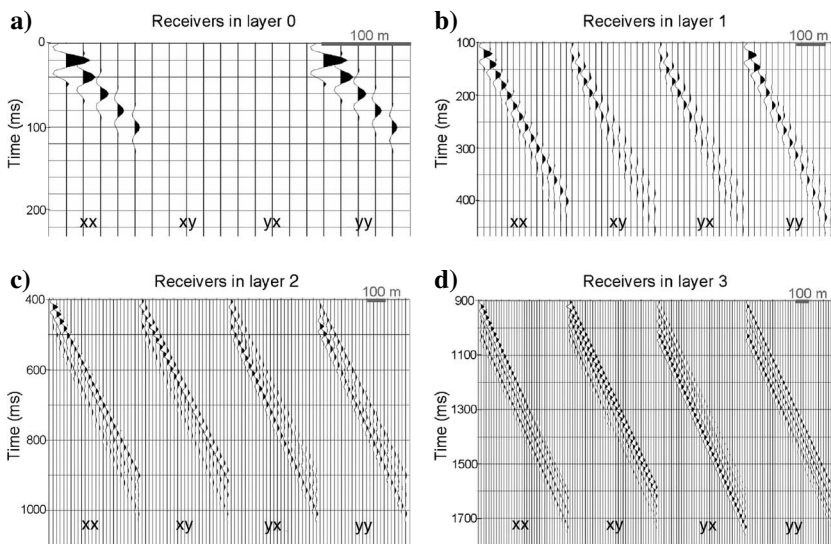 a) Receivers in layer 0
100 m
0
100
200
Time (ms)
xx xy yx yy
b) Receivers in layer 1
100 m
100
200
300
400
Time (ms)
xx xy yx yy
c) Receivers in layer 2
100 m
400
600
800
1000
Time (ms)
xx xy yx yy
d) Receivers in layer 3
100 m
900
1100
1300
1500
1700
Time (ms)
xx xy yx yy